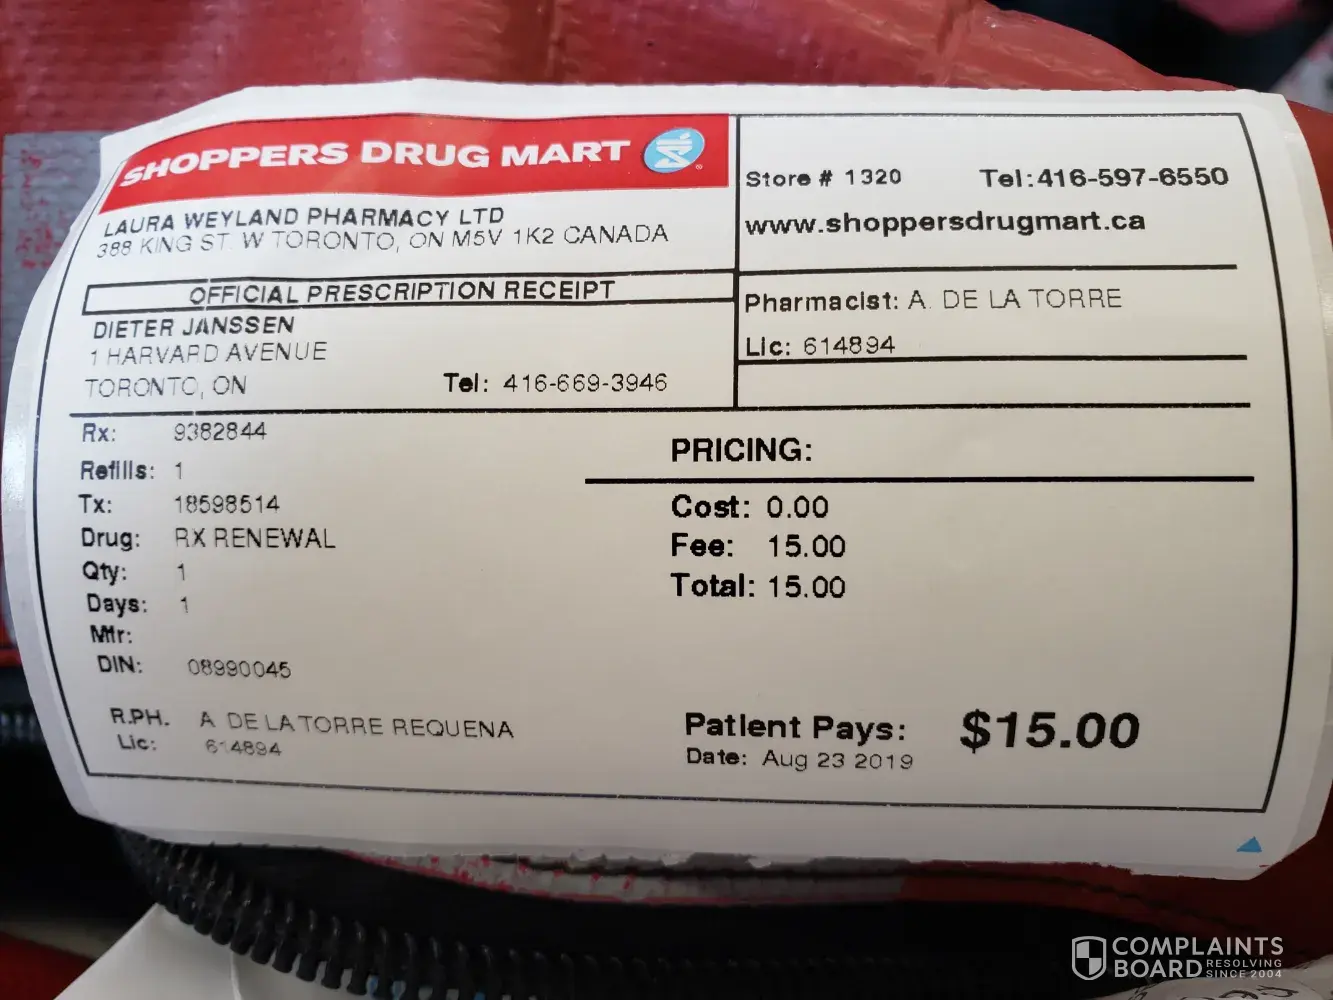 SHOPPERS DRUG MART
LAURA WEYLAND PHARMACY LTD
388 KING ST. W TORONTO, ON M5V 1K2 CANADA
Store # 1320 Tel:416-597-6550
www.shoppersdrugmart.ca
OFFICIAL PRESCRIPTION RECEIPT
Pharmacist: A. DE LA TORRE
Lic: 614894
DIETER JANSSEN
1 HARVARD AVENUE
TORONTO, ON Tel: 416-669-3946
Rx: 9382844
Refills: 1
Tx: 18598514
Drug: RX RENEWAL
Qty: 1
Days: 1
Mfr:
DIN: 08990045
R.PH. A. DE LA TORRE REQUENA
Lic: 614894
PRICING:
Cost: 0.00
Fee: 15.00
Total: 15.00
Patient Pays: $15.00
Date: Aug 23 2019
COMPLAINTS
BOARD RESOLVING
SINCE 2004